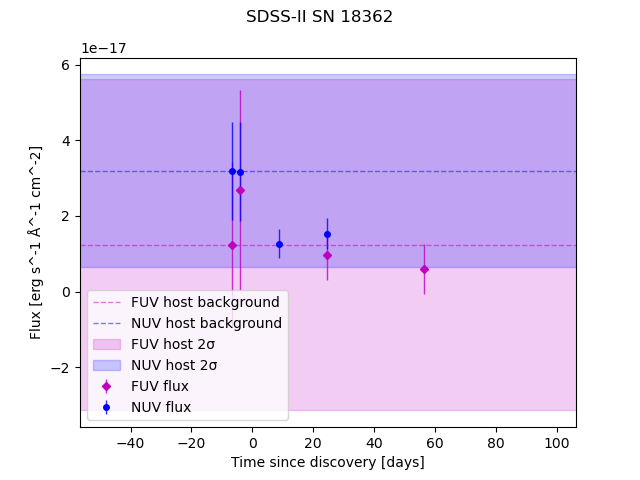 SDSS-II SN 18362
1e−17
6
4
2
0
−2
Flux [erg s^-1 Å^-1 cm^-2]
FUV host background
NUV host background
FUV host 2σ
NUV host 2σ
FUV flux
NUV flux
−40 −20 0 20 40 60 80 100
Time since discovery [days]